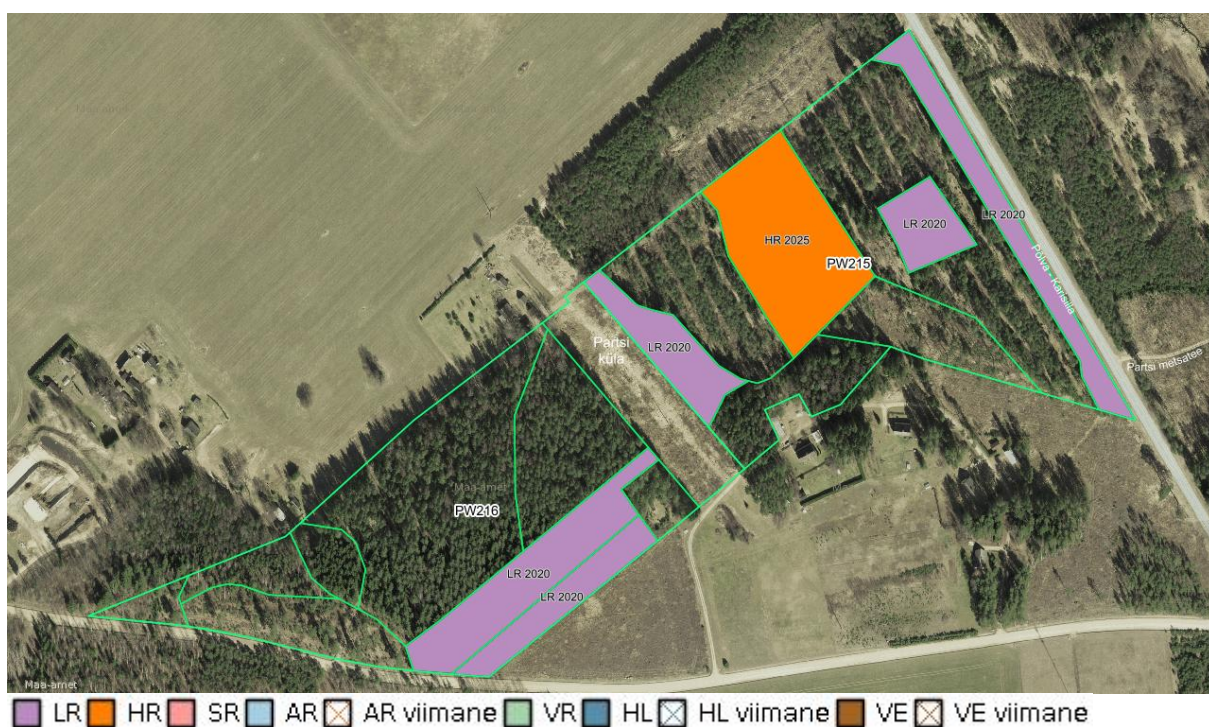 LR 2020
LR 2020
HR 2025
PW215
Põlva - Karisilla
Partsi
küla
LR 2020
Partsi metsatee
Maa-amet
PW216
LR 2020
LR 2020
Maa-amet
LR HR SR AR AR viimane VR HL HL viimane VE VE viimane